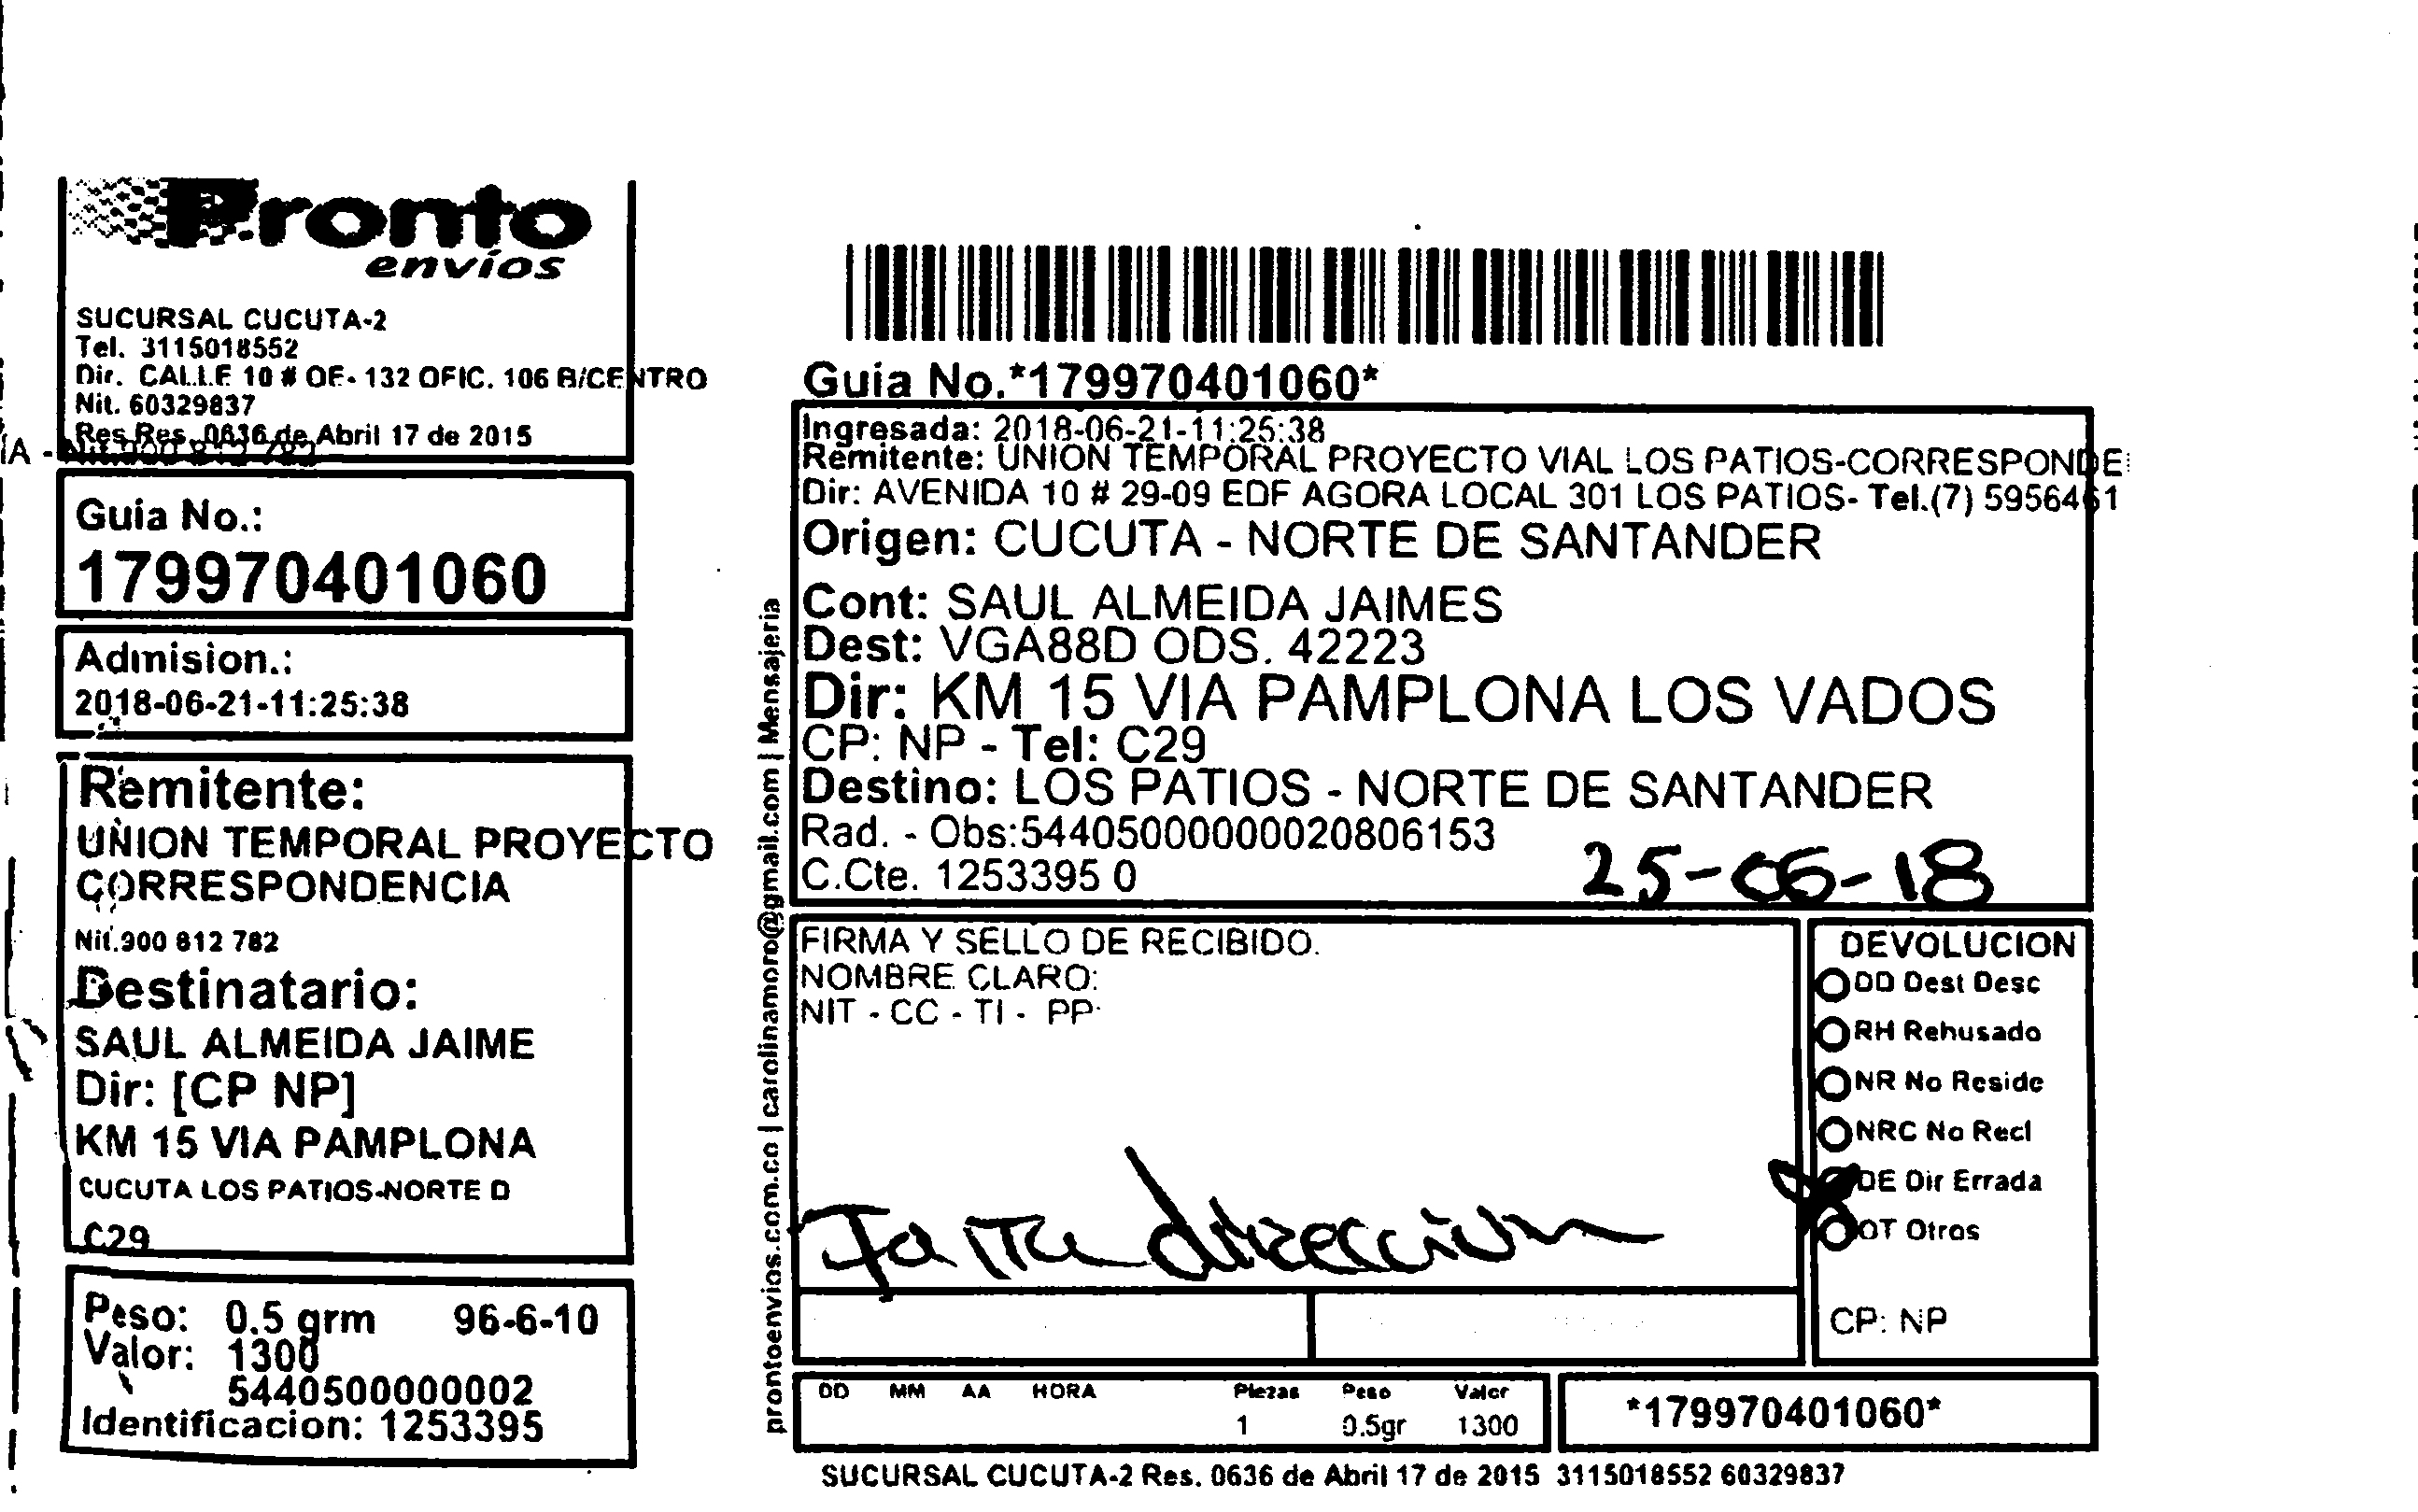 Pronto
envíos
SUCURSAL CUCUTA-2
Tel. 3115018552
Dir. CALLE 10 # OE- 132 OFIC. 106 B/CENTRO
Nit. 60329837
Res Res. 0636 de Abril 17 de 2015
IA - Nit.900 812 782
Guia No.:
179970401060
Admision.:
2018-06-21-11:25:38
Remitente:
UNION TEMPORAL PROYECTO
CORRESPONDENCIA
Nit.900 812 782
Destinatario:
SAUL ALMEIDA JAIME
Dir: [CP NP]
KM 15 VIA PAMPLONA
CUCUTA LOS PATIOS-NORTE D
C29
Peso: 0.5 grm 96-6-10
Valor: 1300
5440500000002
Identificacion: 1253395
prontoenvios.com.co | carolinamoro@gmail.com | Mensajeria
Guia No.*179970401060*
Ingresada: 2018-06-21-11:25:38
Remitente: UNION TEMPORAL PROYECTO VIAL LOS PATIOS-CORRESPONDE
Dir: AVENIDA 10 # 29-09 EDF AGORA LOCAL 301 LOS PATIOS- Tel.(7) 5956461
Origen: CUCUTA - NORTE DE SANTANDER
Cont: SAUL ALMEIDA JAIMES
Dest: VGA88D ODS. 42223
Dir: KM 15 VIA PAMPLONA LOS VADOS
CP: NP - Tel: C29
Destino: LOS PATIOS - NORTE DE SANTANDER
Rad. - Obs:54405000000020806153
C.Cte. 1253395 0
25-06-18
FIRMA Y SELLO DE RECIBIDO.
NOMBRE CLARO:
NIT - CC - TI - PP
Falta direccion
DEVOLUCION
DD Dest Desc
RH Rehusado
NR No Reside
NRC No Recl
DE Dir Errada
OT Otros
CP: NP
DD MM AA HORA Piezas Peso Valor
1 0.5gr 1300
*179970401060*
SUCURSAL CUCUTA-2 Res. 0636 de Abril 17 de 2015 3115018552 60329837